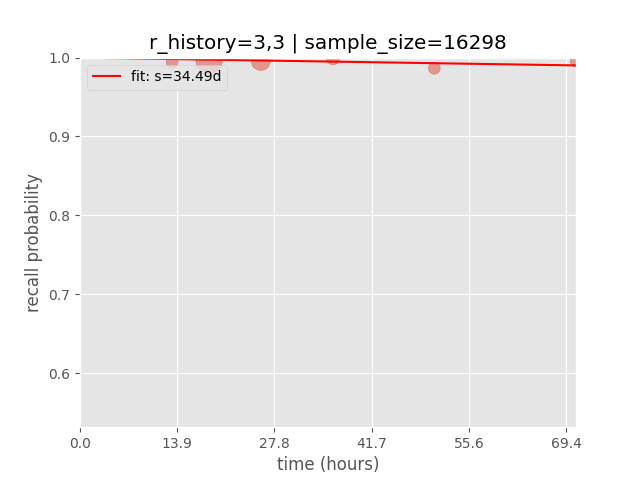 r_history=3,3 | sample_size=16298
fit: s=34.49d
recall probability
1.0
0.9
0.8
0.7
0.6
0.0 13.9 27.8 41.7 55.6 69.4
time (hours)